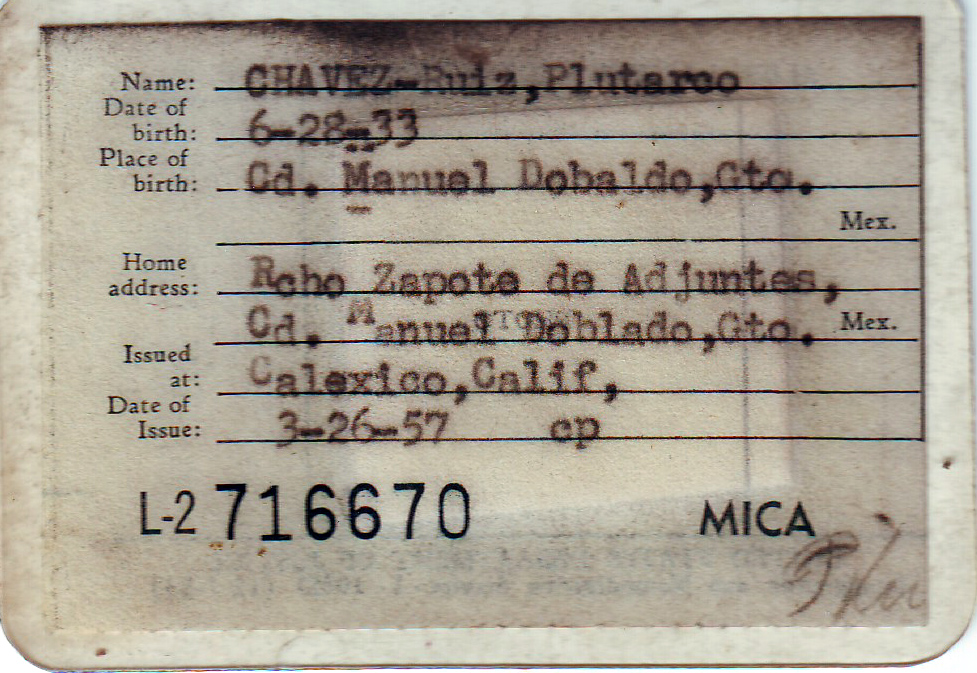 Name: CHAVEZ-Ruiz,Plutarco
Date of
birth: 6-28-33
Place of
birth: Cd. Manuel Dobaldo,Gto.
Mex.
Home
address: Rcho Zapote de Adjuntes,
Cd. Manuel Doblado,Gto. Mex.
Issued
at: Calexico,Calif,
Date of
Issue: 3-26-57 cp
L-2 716670 MICA